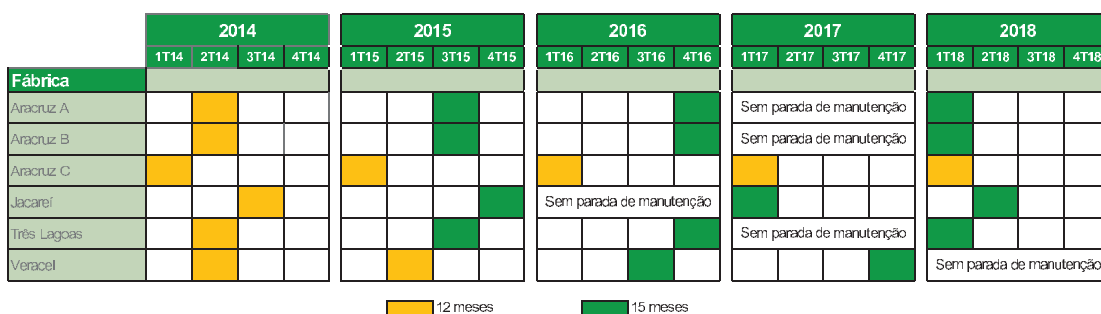 2014 2015 2016 2017 2018
1T14 2T14 3T14 4T14 1T15 2T15 3T15 4T15 1T16 2T16 3T16 4T16 1T17 2T17 3T17 4T17 1T18 2T18 3T18 4T18
Fábrica
Aracruz A Sem parada de manutenção
Aracruz B Sem parada de manutenção
Aracruz C
Jacareí Sem parada de manutenção
Três Lagoas Sem parada de manutenção
Veracel Sem parada de manutenção
12 meses 15 meses